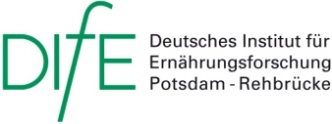 DIfE
Deutsches Institut für
Ernährungsforschung
Potsdam - Rehbrücke